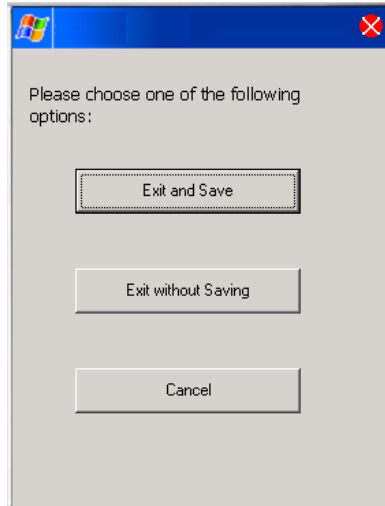 Please choose one of the following
options:
Exit and Save
Exit without Saving
Cancel